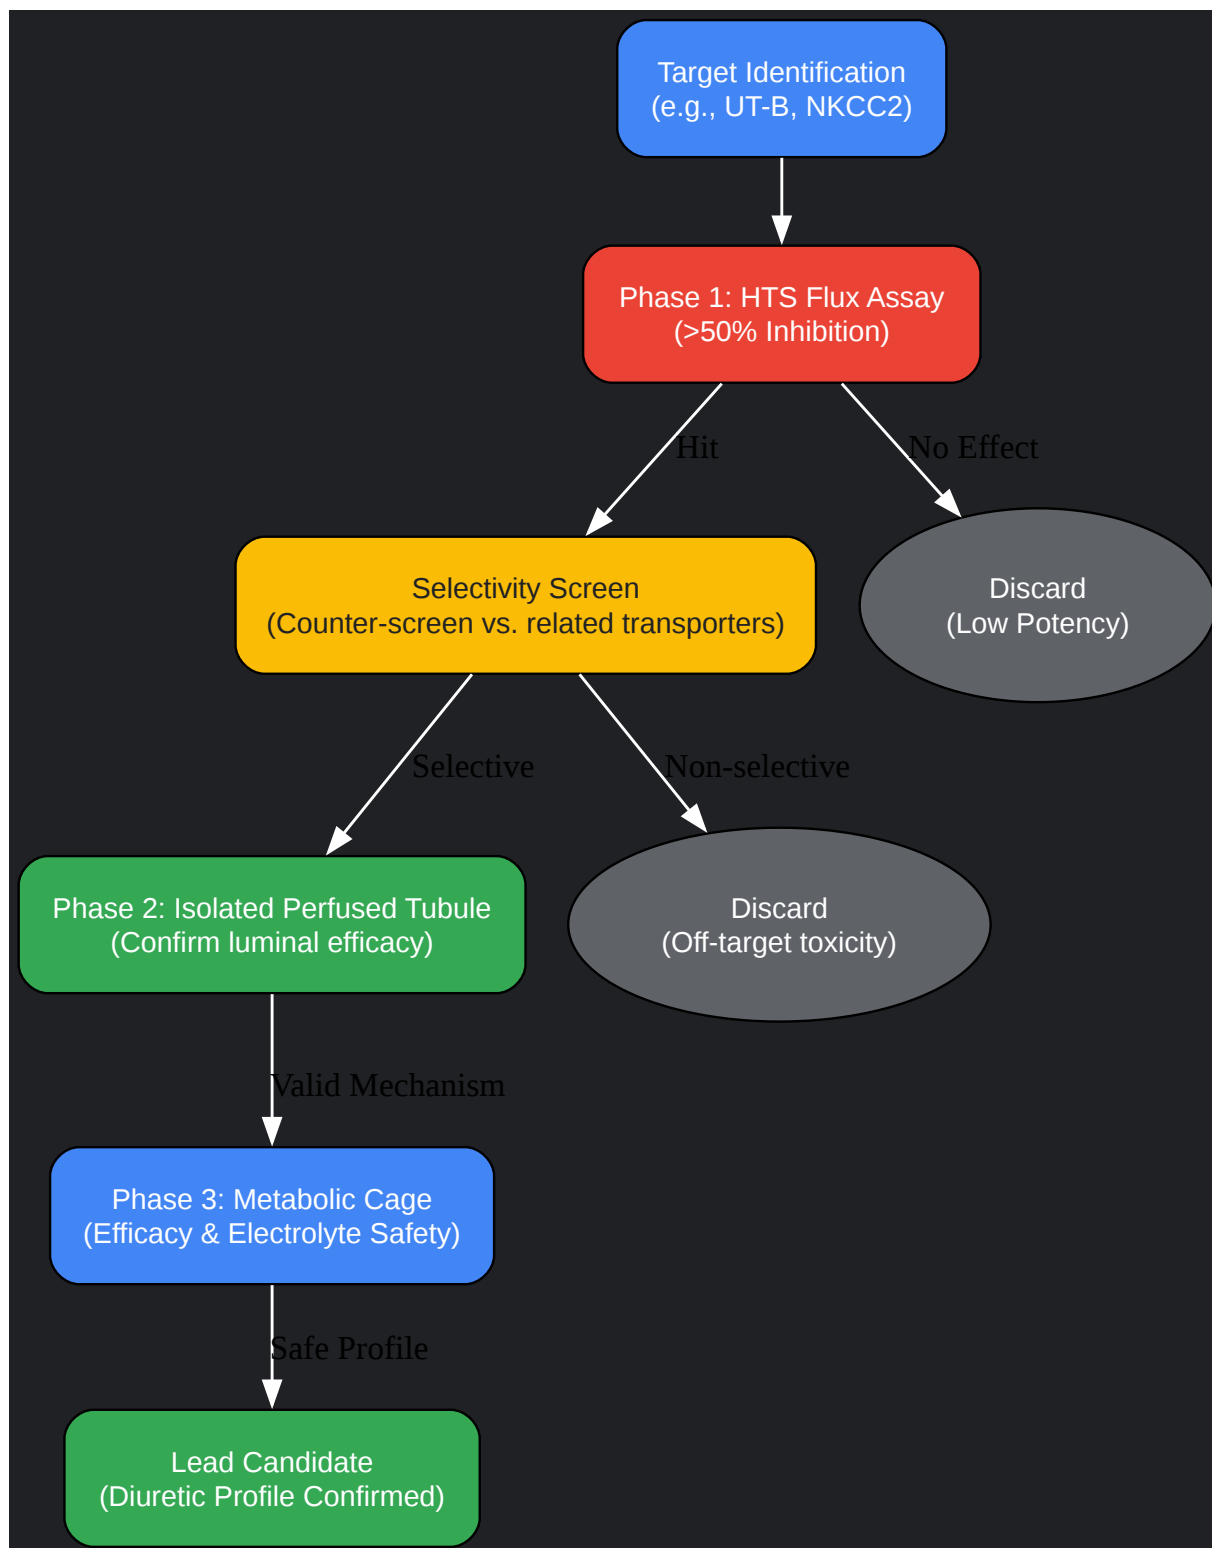 Target Identification
(e.g., UT-B, NKCC2)
Phase 1: HTS Flux Assay
(>50% Inhibition)
Hit
No Effect
Selectivity Screen
(Counter-screen vs. related transporters)
Discard
(Low Potency)
Selective
Non-selective
Phase 2: Isolated Perfused Tubule
(Confirm luminal efficacy)
Discard
(Off-target toxicity)
Valid Mechanism
Phase 3: Metabolic Cage
(Efficacy & Electrolyte Safety)
Safe Profile
Lead Candidate
(Diuretic Profile Confirmed)